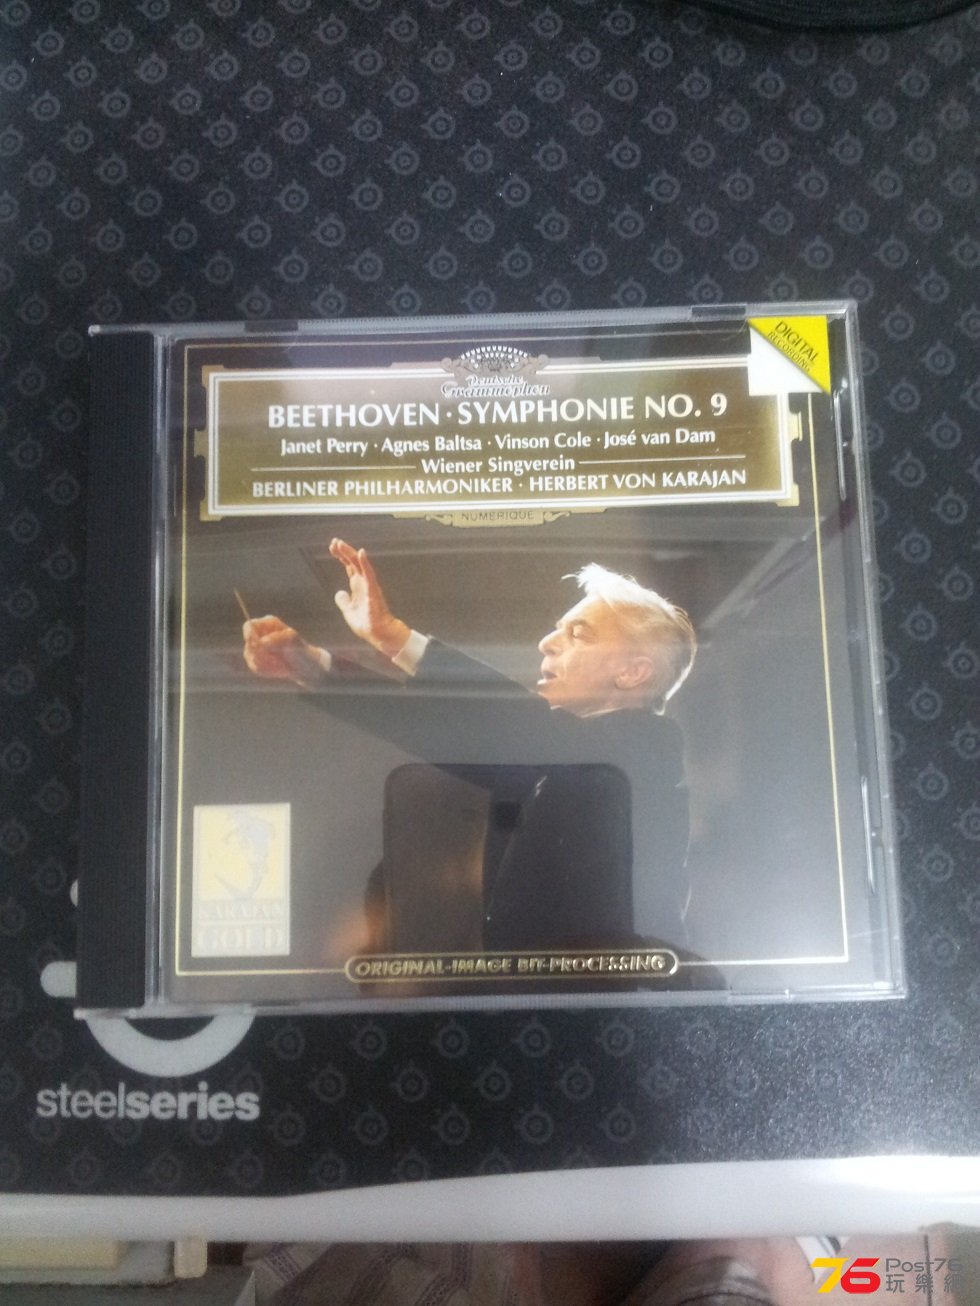 DIGITAL
RECORDING
Deutsche
Grammophon
BEETHOVEN · SYMPHONIE NO. 9
Janet Perry · Agnes Baltsa · Vinson Cole · José van Dam
Wiener Singverein
BERLINER PHILHARMONIKER · HERBERT VON KARAJAN
NUMERIQUE
KARAJAN
GOLD
ORIGINAL-IMAGE BIT-PROCESSING
steelseries
76 Post76
玩樂